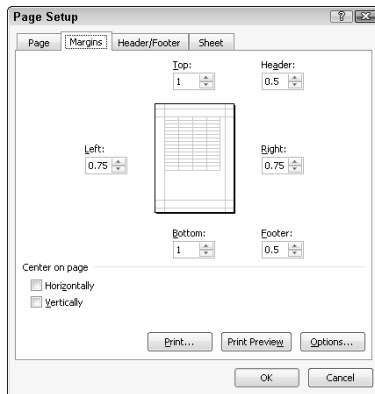 Page Setup
Page Margins Header/Footer Sheet
Top: Header:
1 0.5
Left: Right:
0.75 0.75
Bottom: Footer:
1 0.5
Center on page
Horizontally
Vertically
Print... Print Preview Options...
OK Cancel